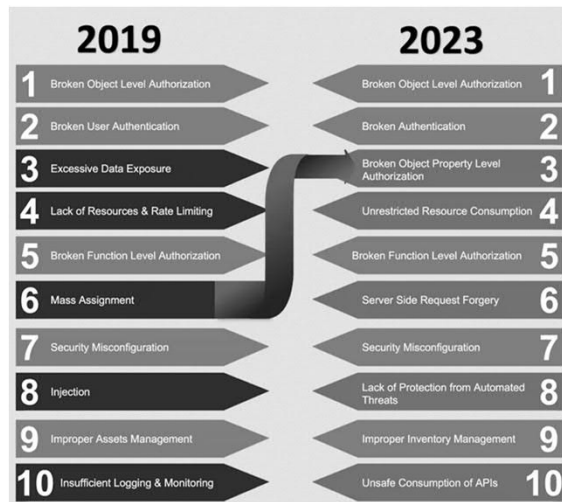 2019
1 Broken Object Level Authorization
2 Broken User Authentication
3 Excessive Data Exposure
4 Lack of Resources & Rate Limiting
5 Broken Function Level Authorization
6 Mass Assignment
7 Security Misconfiguration
8 Injection
9 Improper Assets Management
10 Insufficient Logging & Monitoring
2023
Broken Object Level Authorization 1
Broken Authentication 2
Broken Object Property Level
Authorization 3
Unrestricted Resource Consumption 4
Broken Function Level Authorization 5
Server Side Request Forgery 6
Security Misconfiguration 7
Lack of Protection from Automated
Threats 8
Improper Inventory Management 9
Unsafe Consumption of APIs 10